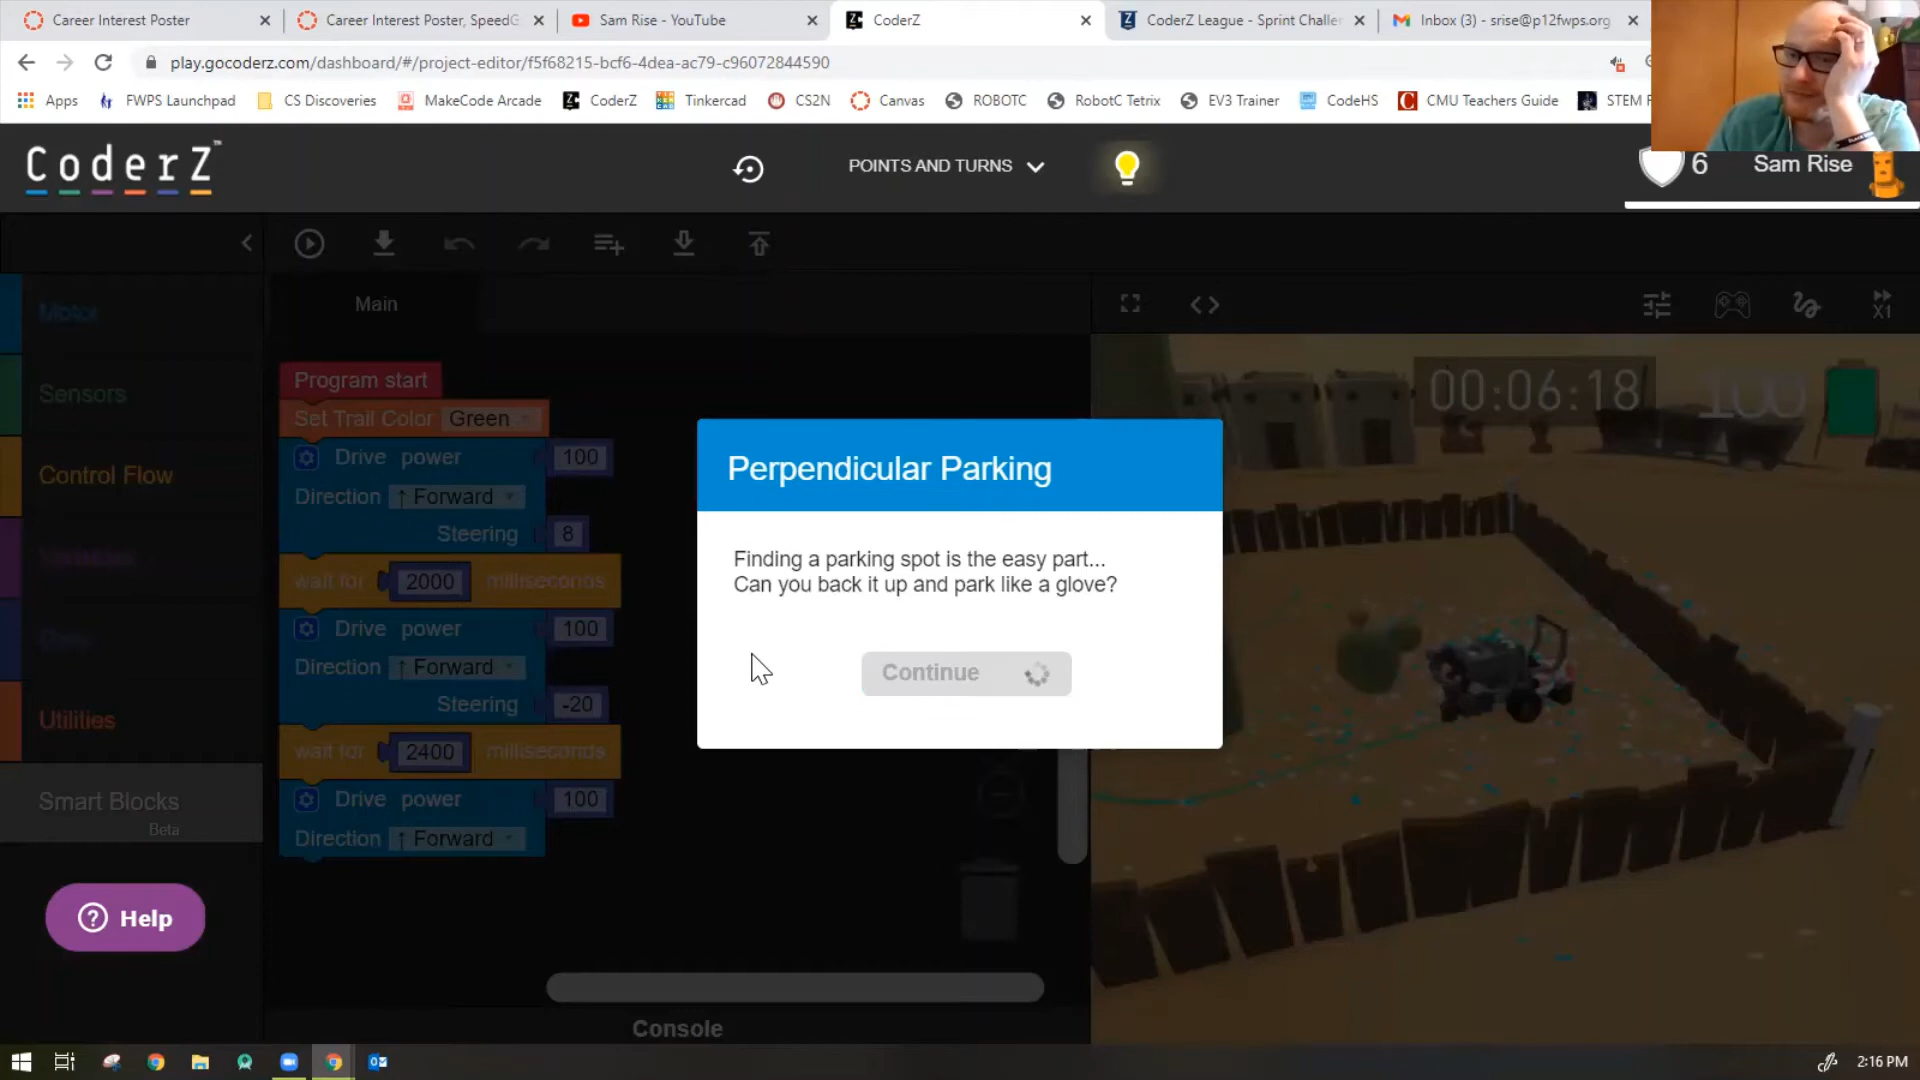 Career Interest Poster
Career Interest Poster, SpeedG
Sam Rise - YouTube
CoderZ
CoderZ League - Sprint Challer
Inbox (3) - srise@p12fwps.org
play.gocoderz.com/dashboard/#/project-editor/f5f68215-bcf6-4dea-ac79-c96072844590
Apps
FWPS Launchpad
CS Discoveries
MakeCode Arcade
CoderZ
Tinkercad
CS2N
Canvas
ROBOTC
RobotC Tetrix
EV3 Trainer
CodeHS
CMU Teachers Guide
STEM F
CoderZ™
POINTS AND TURNS
6
Sam Rise
Main
X1
Motor
Sensors
Control Flow
Variables
Utilities
Smart Blocks
Beta
Help
Program start
Set Trail Color Green
Drive power 100
Direction ↑ Forward
Steering 8
wait for 2000 milliseconds
Drive power 100
Direction ↑ Forward
Steering -20
wait for 2400 milliseconds
Drive power 100
Direction ↑ Forward
Console
00:06:18
100
Perpendicular Parking
Finding a parking spot is the easy part...
Can you back it up and park like a glove?
Continue
2:16 PM